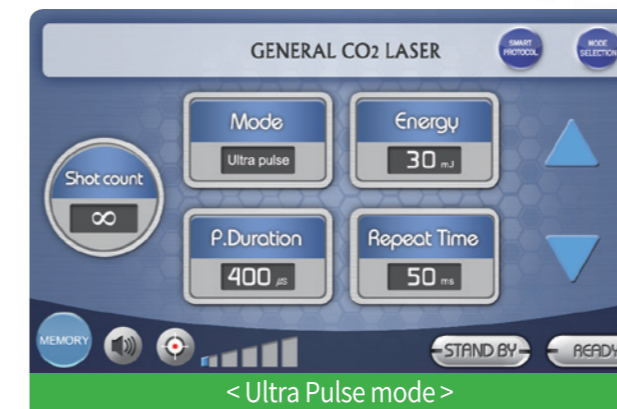 GENERAL CO2 LASER
SMART PROTOCOL
MODE SELECTION
Mode
Ultra pulse
Energy
30 mJ
Shot count
∞
P.Duration
400 µs
Repeat Time
50 ms
MEMORY
STAND BY
READY
< Ultra Pulse mode >